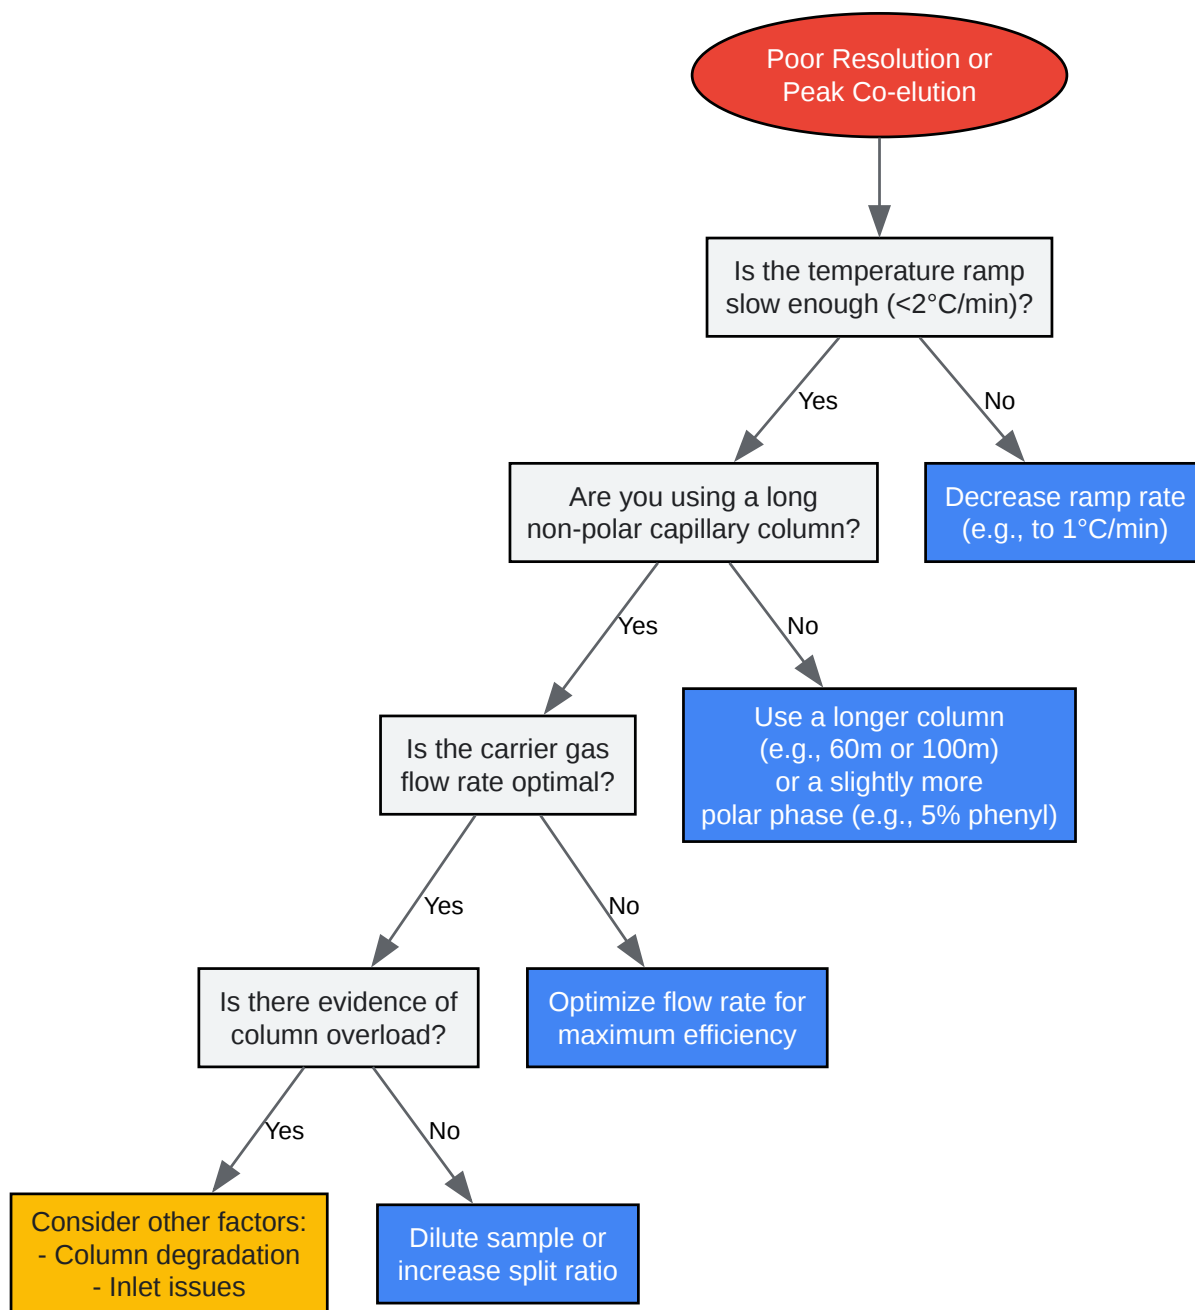 Poor Resolution or
Peak Co-elution
Is the temperature ramp
slow enough (<2°C/min)?
Yes
No
Are you using a long
non-polar capillary column?
Decrease ramp rate
(e.g., to 1°C/min)
Yes
No
Is the carrier gas
flow rate optimal?
Use a longer column
(e.g., 60m or 100m)
or a slightly more
polar phase (e.g., 5% phenyl)
Yes
No
Is there evidence of
column overload?
Optimize flow rate for
maximum efficiency
Yes
No
Consider other factors:
- Column degradation
- Inlet issues
Dilute sample or
increase split ratio